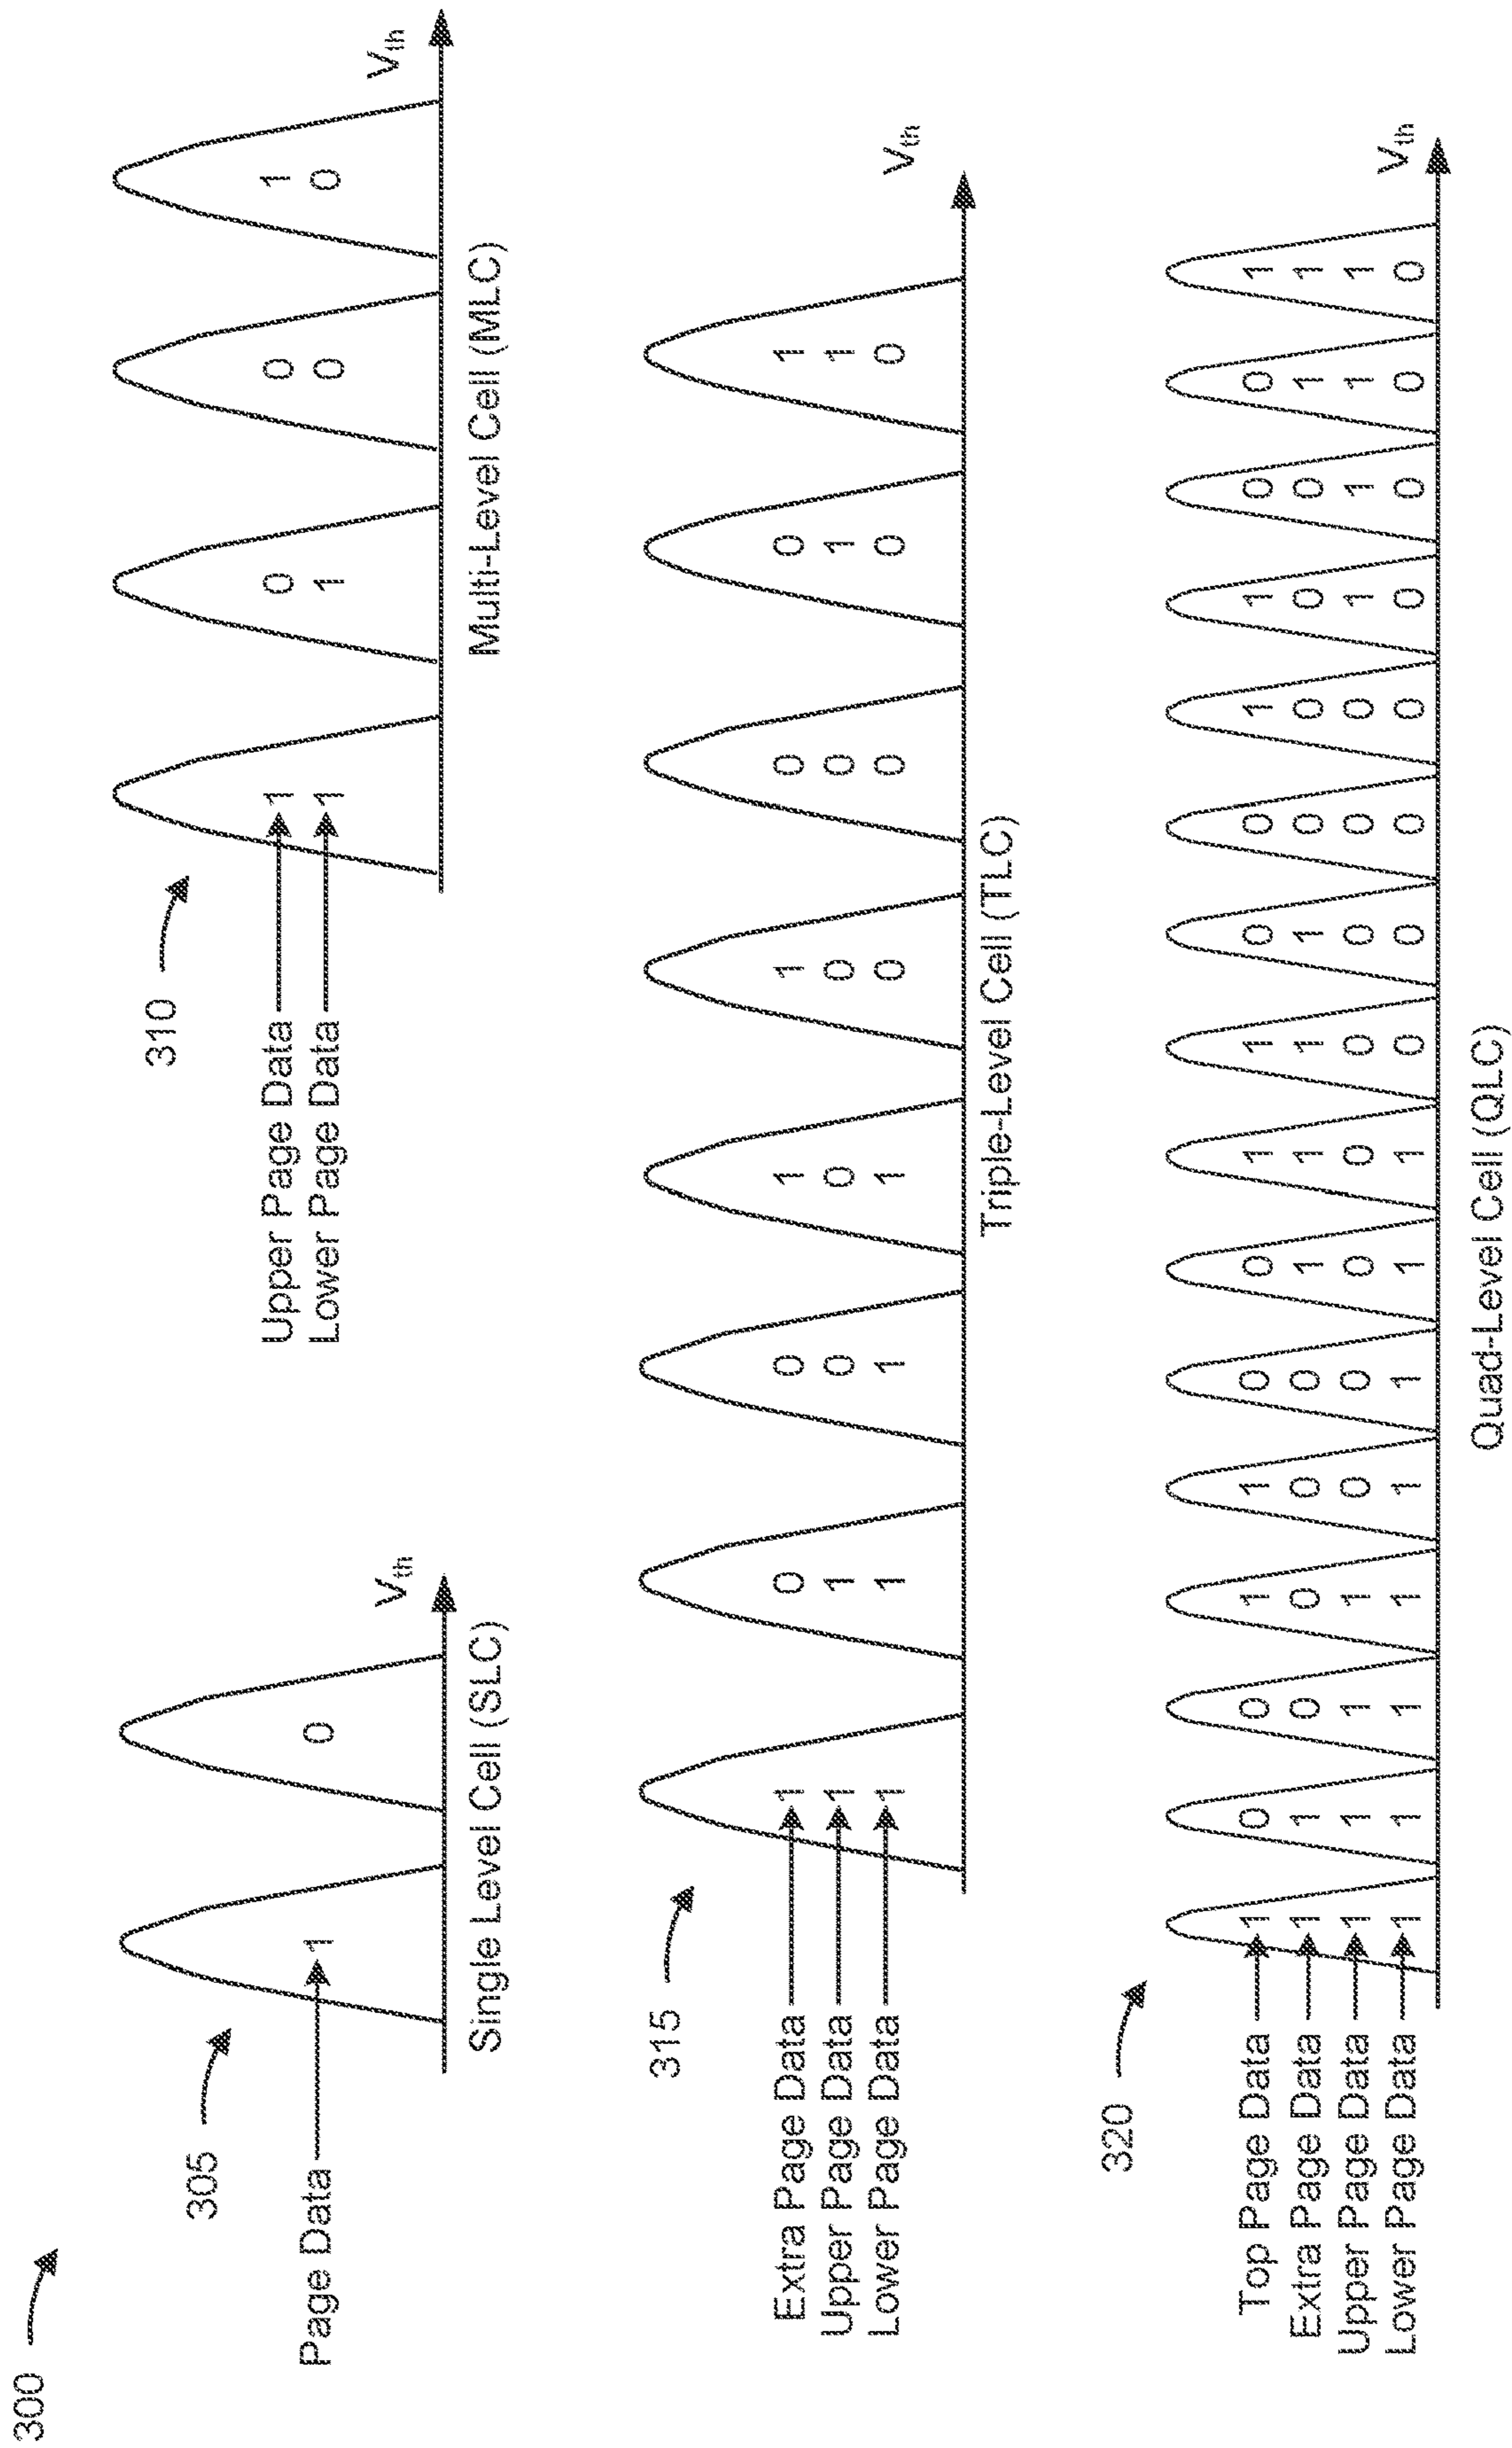 300
305
Page Data 1 0
Vth
Single Level Cell (SLC)
310
Upper Page Data 1 0 0 1
Lower Page Data 1 1 0 0
Vth
Multi-Level Cell (MLC)
315
Extra Page Data 1 0 0 1 1 0 0 1
Upper Page Data 1 1 0 0 0 0 1 1
Lower Page Data 1 1 1 1 0 0 0 0
Vth
Triple-Level Cell (TLC)
320
Top Page Data 1 0 0 1 1 0 0 1 1 0 0 1 1 0 0 1
Extra Page Data 1 1 0 0 0 0 1 1 1 1 0 0 0 0 1 1
Upper Page Data 1 1 1 1 0 0 0 0 0 0 0 0 1 1 1 1
Lower Page Data 1 1 1 1 1 1 1 1 0 0 0 0 0 0 0 0
Vth
Quad-Level Cell (QLC)